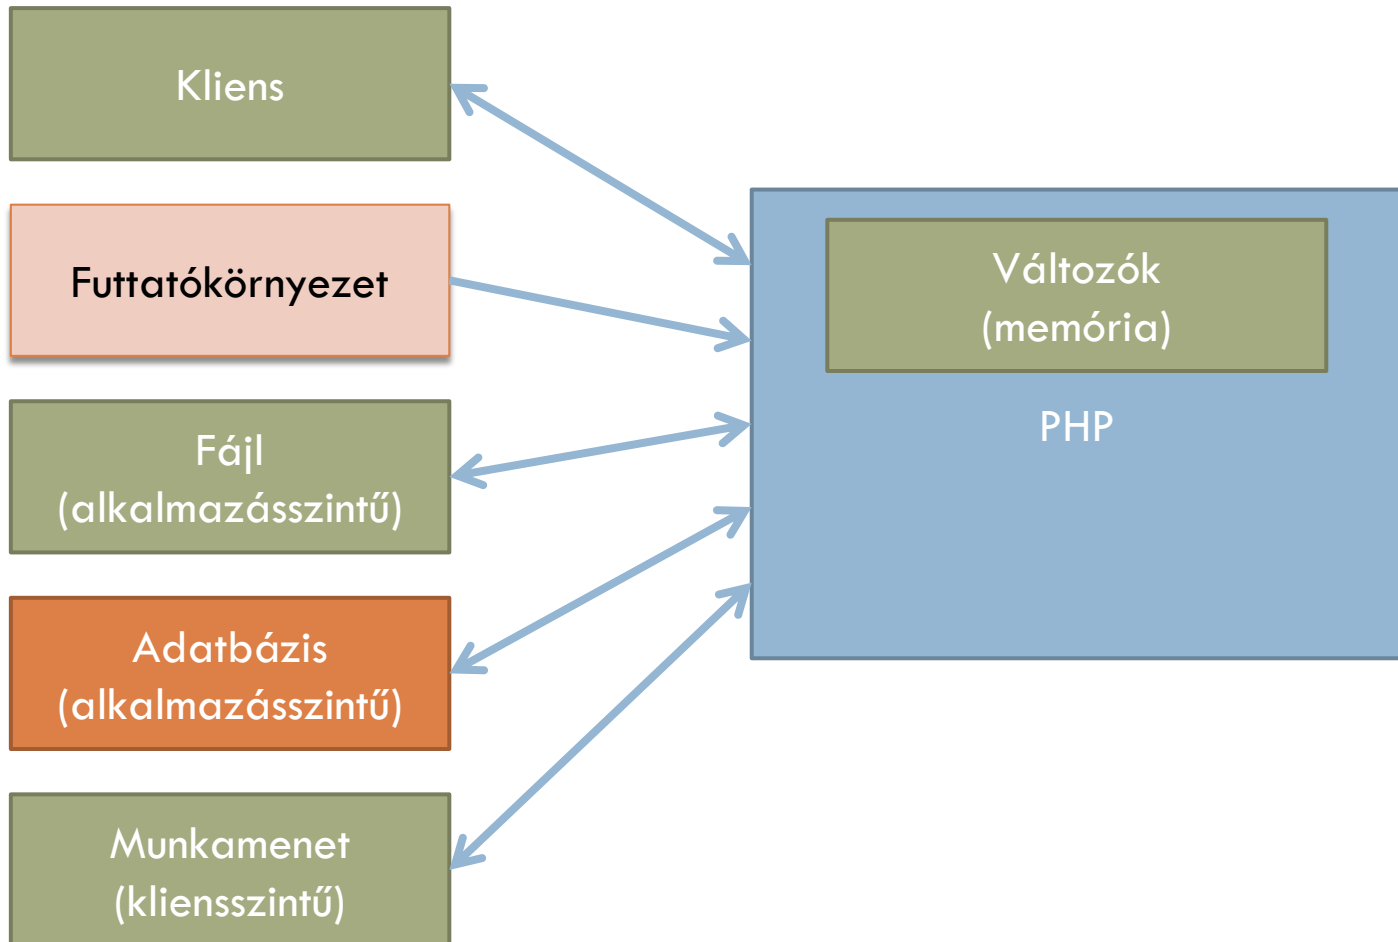 Kliens
Futtatókörnyezet
Fájl
(alkalmazásszintű)
Adatbázis
(alkalmazásszintű)
Munkamenet
(kliensszintű)
Változók
(memória)
PHP